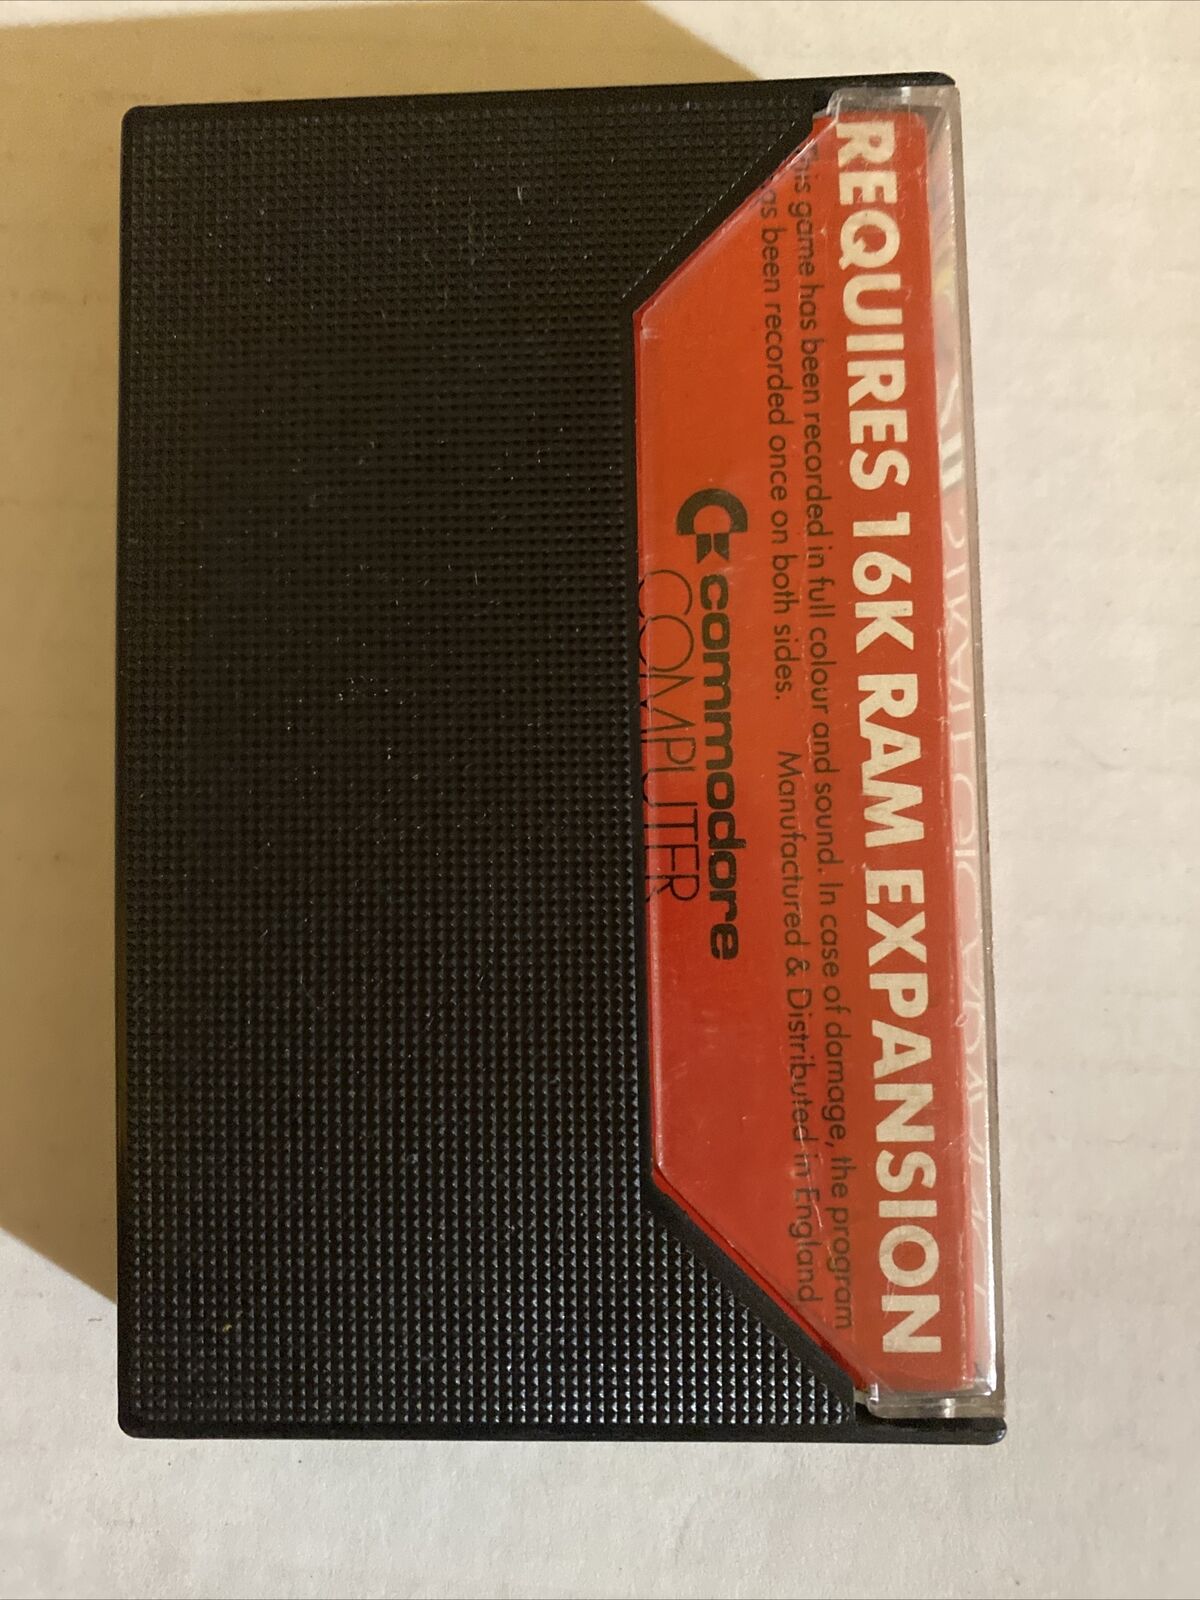 REQUIRES 16K RAM EXPANSION
This game has been recorded in full colour and sound. In case of damage, the program
has been recorded once on both sides. Manufactured & Distributed in England
commodore
COMPUTER